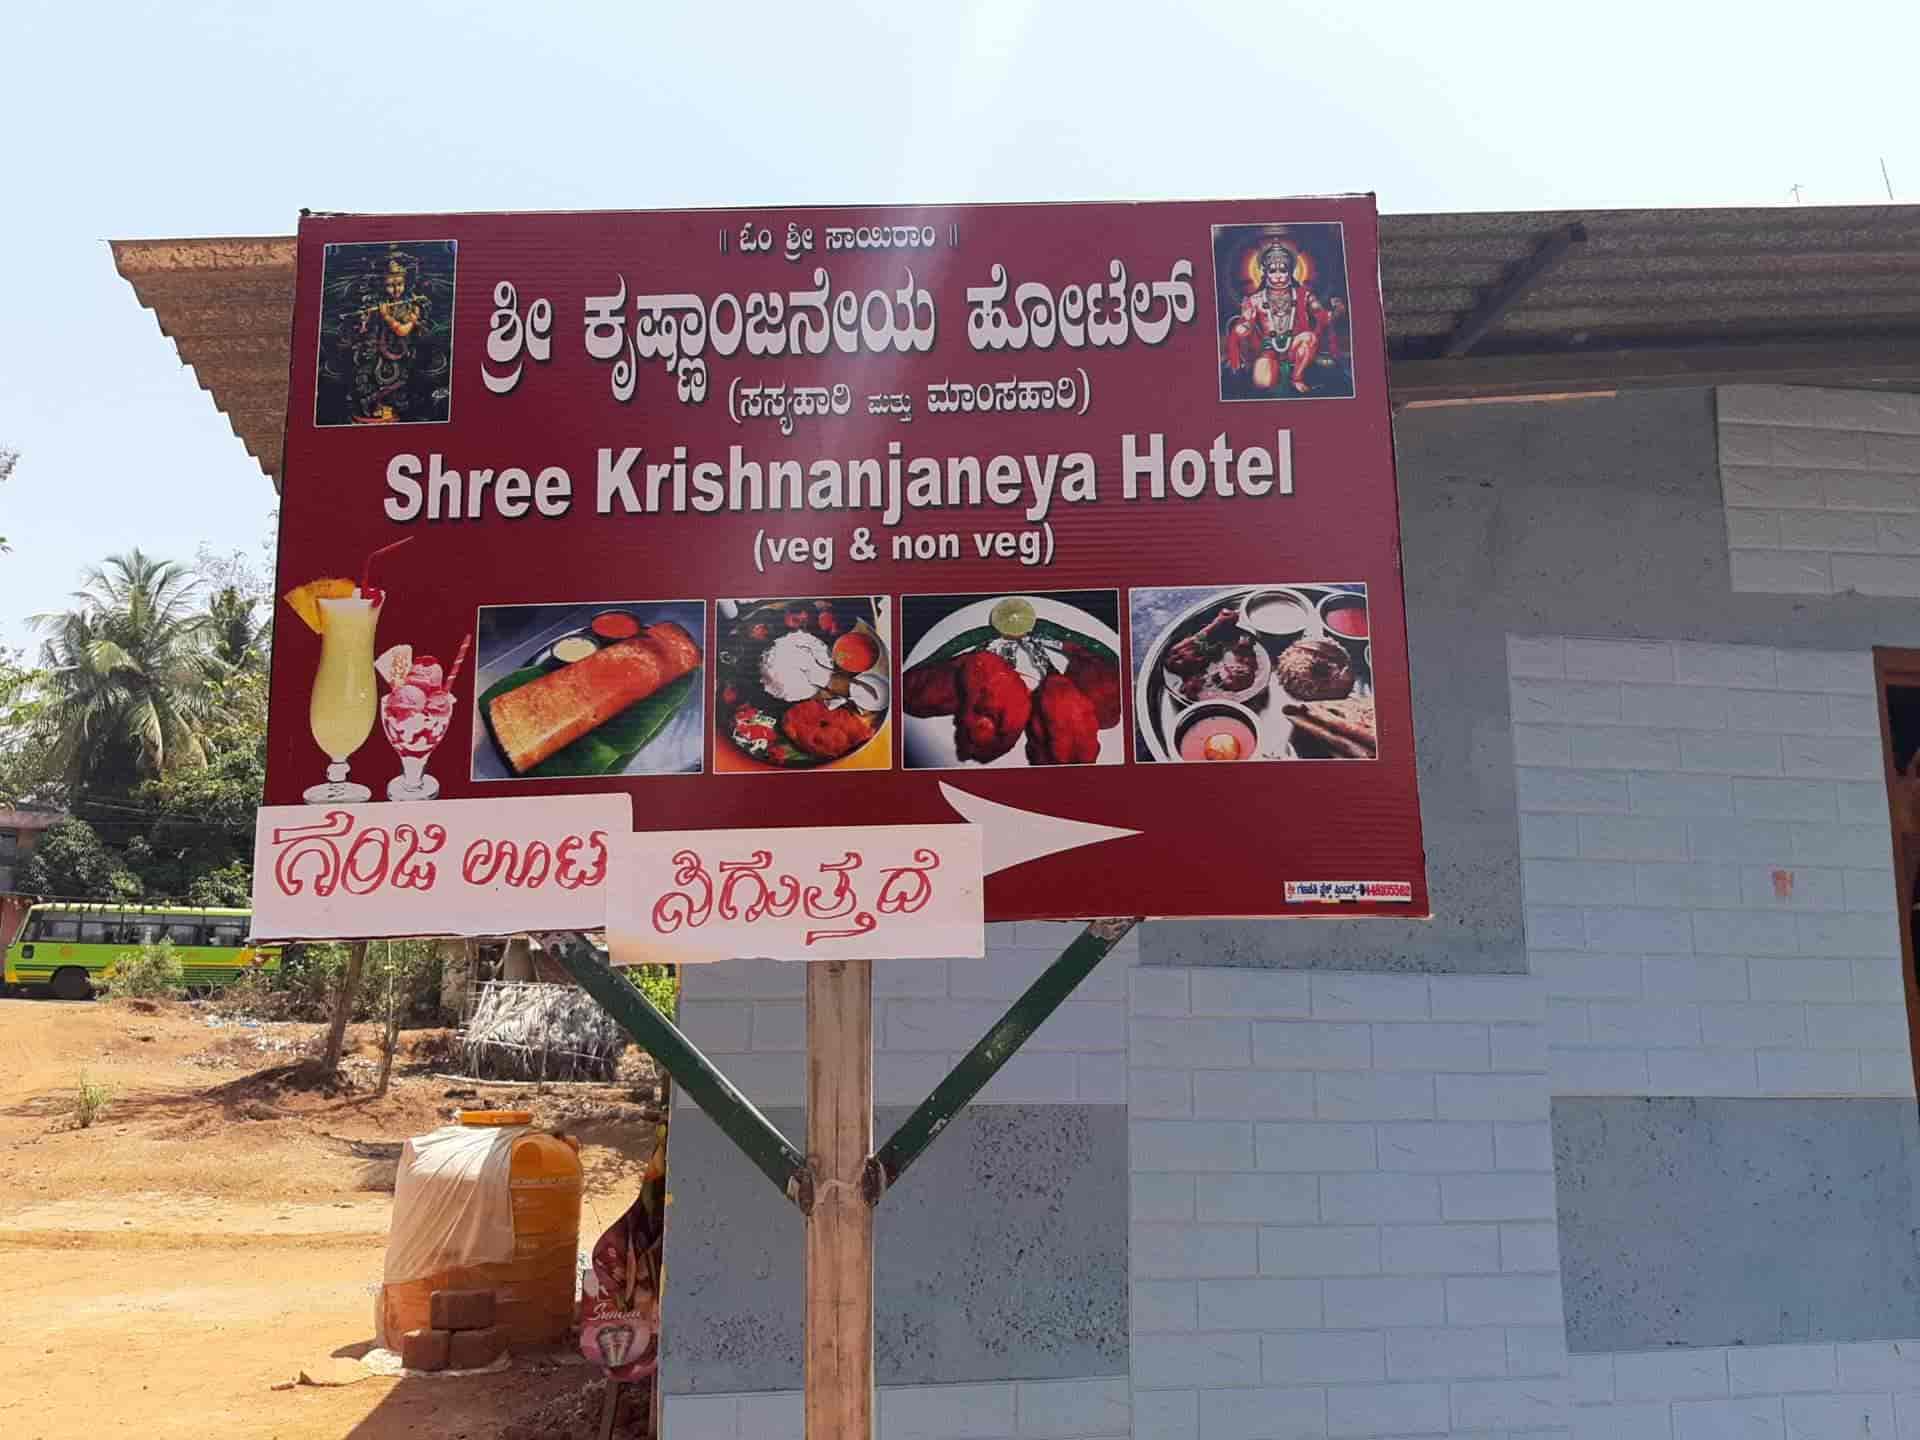 ॥ ಓಂ ಶ್ರೀ ಸಾಯಿರಾಂ ॥
ಶ್ರೀ ಕೃಷ್ಣಾಂಜನೇಯ ಹೋಟೆಲ್
(ಸಸ್ಯಹಾರಿ ಮತ್ತು ಮಾಂಸಹಾರಿ)
Shree Krishnanjaneya Hotel
(veg & non veg)
ಗಂಜಿ ಊಟ
ಸಿಗುತ್ತದೆ